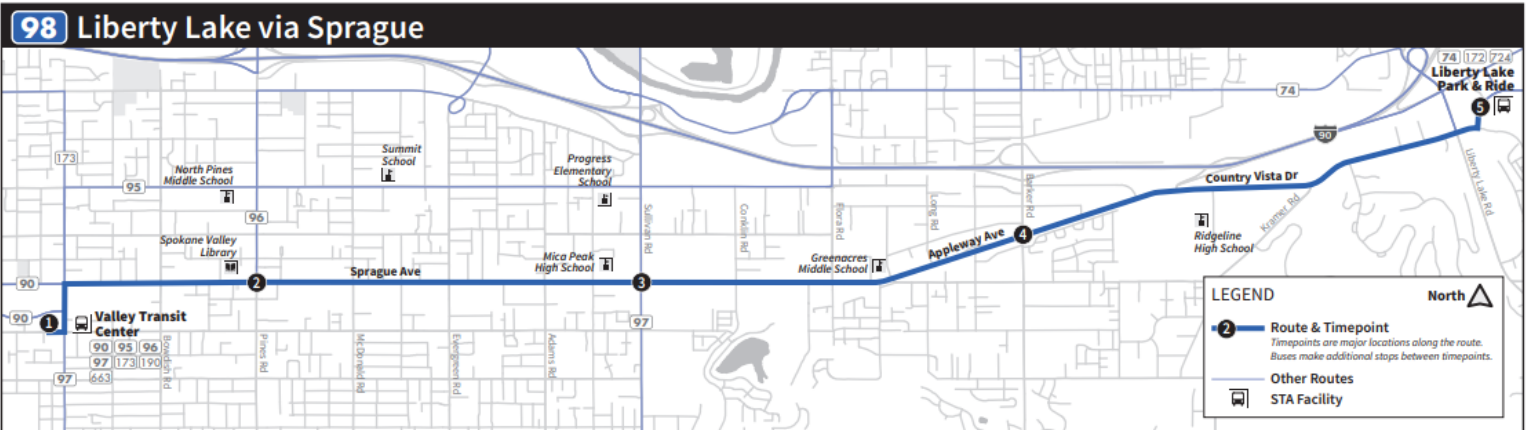 98 Liberty Lake via Sprague
74 172 724
Liberty Lake
Park & Ride
5
74
90
173
North Pines
Middle School
Summit
School
Progress
Elementary
School
95
96
Country Vista Dr
Liberty Lake Rd
Kramer Rd
Sullivan Rd
Conklin Rd
Flora Rd
Long Rd
Barker Rd
4
Appleway Ave
Ridgeline
High School
Spokane Valley
Library
Mica Peak
High School
Greenacres
Middle School
Sprague Ave
90
2
3
90
1
Valley Transit
Center
90 95 96
97 173 190
663
97
97
Bowdish Rd
Pines Rd
McDonald Rd
Evergreen Rd
Adams Rd
LEGEND
North
2 Route & Timepoint
Timepoints are major locations along the route.
Buses make additional stops between timepoints.
Other Routes
STA Facility